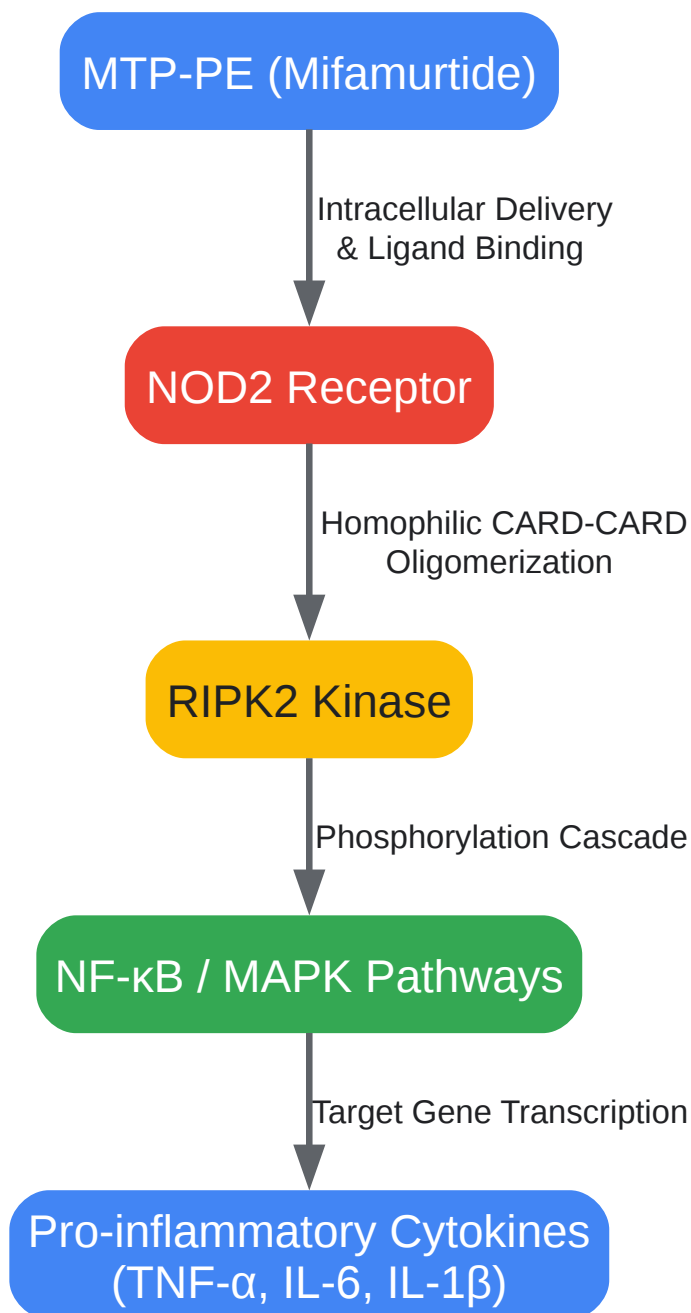 MTP-PE (Mifamurtide)
Intracellular Delivery
& Ligand Binding
NOD2 Receptor
Homophilic CARD-CARD
Oligomerization
RIPK2 Kinase
Phosphorylation Cascade
NF-κB / MAPK Pathways
Target Gene Transcription
Pro-inflammatory Cytokines
(TNF-α, IL-6, IL-1β)